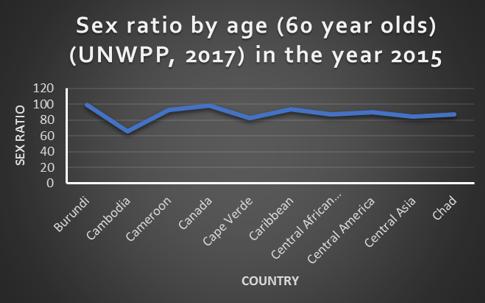 Sex ratio by age (60 year olds)
(UNWPP, 2017) in the year 2015
SEX RATIO
120
100
80
60
40
20
0
Burundi
Cambodia
Cameroon
Canada
Cape Verde
Caribbean
Central African...
Central America
Central Asia
Chad
COUNTRY